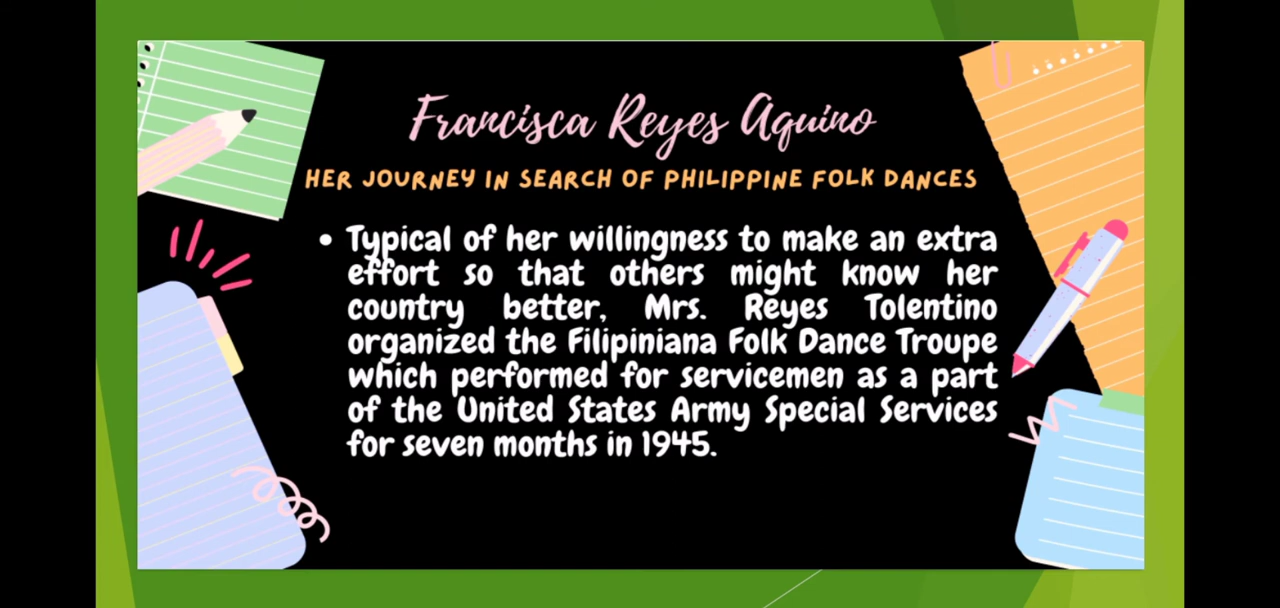 Francisca Reyes Aquino
HER JOURNEY IN SEARCH OF PHILIPPINE FOLK DANCES
• Typical of her willingness to make an extra
effort so that others might know her
country better, Mrs. Reyes Tolentino
organized the Filipiniana Folk Dance Troupe
which performed for servicemen as a part
of the United States Army Special Services
for seven months in 1945.